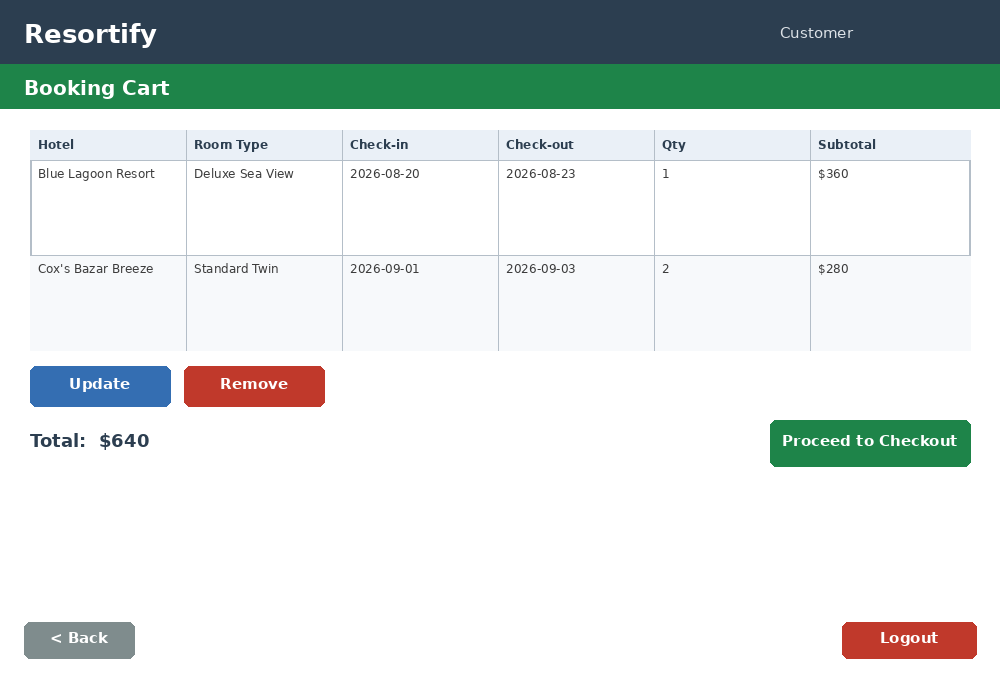 Resortify
Customer
Booking Cart
Hotel Room Type Check-in Check-out Qty Subtotal
Blue Lagoon Resort Deluxe Sea View 2026-08-20 2026-08-23 1 $360
Cox's Bazar Breeze Standard Twin 2026-09-01 2026-09-03 2 $280
Update Remove
Total: $640 Proceed to Checkout
< Back Logout